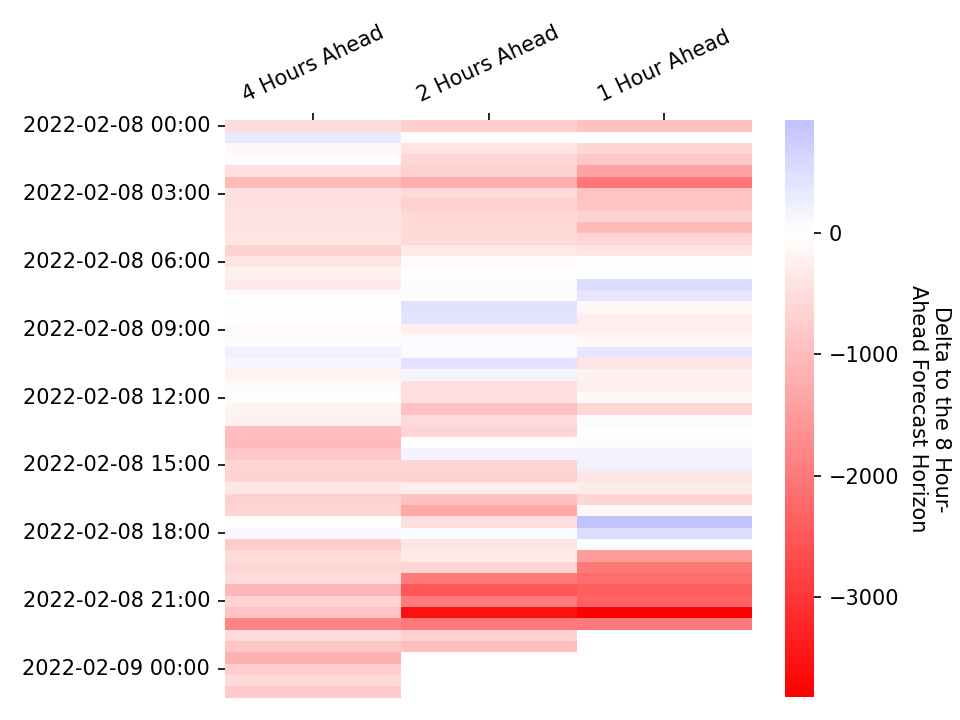 4 Hours Ahead
2 Hours Ahead
1 Hour Ahead
2022-02-08 00:00
2022-02-08 03:00
2022-02-08 06:00
2022-02-08 09:00
2022-02-08 12:00
2022-02-08 15:00
2022-02-08 18:00
2022-02-08 21:00
2022-02-09 00:00
0
−1000
−2000
−3000
Delta to the 8 Hour-
Ahead Forecast Horizon